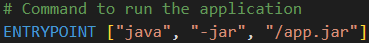 # Command to run the application
ENTRYPOINT ["java", "-jar", "/app.jar"]